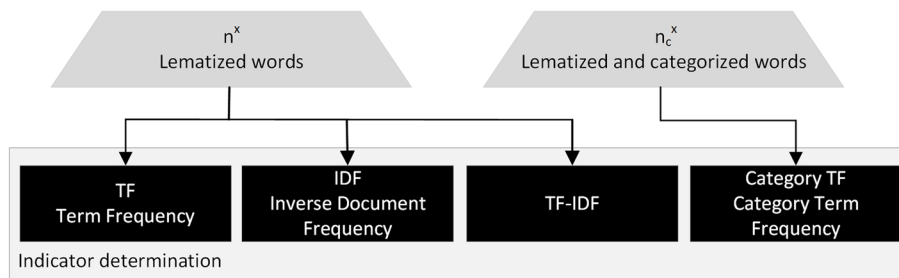 n^x
Lematized words
n_c^x
Lematized and categorized words
TF
Term Frequency
IDF
Inverse Document
Frequency
TF-IDF
Category TF
Category Term
Frequency
Indicator determination